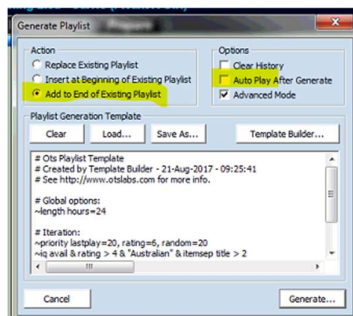 Generate Playlist
Action
Replace Existing Playlist
Insert at Beginning of Existing Playlist
Add to End of Existing Playlist
Options
Clear History
Auto Play After Generate
Advanced Mode
Playlist Generation Template
Clear Load... Save As... Template Builder...
# Ots Playlist Template
# Created by Template Builder - 21-Aug-2017 - 09:25:41
# See http://www.otslabs.com for more info.
# Global options:
~length hours=24
# Iteration:
~priority lastplay=20, rating=6, random=20
~iq avail & rating > 4 & "Australian" & itemsep title > 2
Cancel Generate...